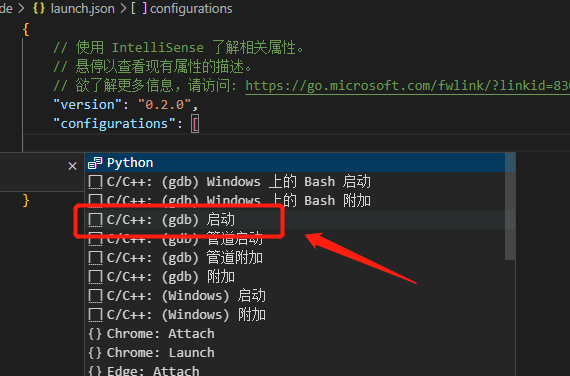 de > {} launch.json > [ ] configurations
{
// 使用 IntelliSense 了解相关属性。
// 悬停以查看现有属性的描述。
// 欲了解更多信息，请访问: https://go.microsoft.com/fwlink/?linkid=83
"version": "0.2.0",
"configurations": [
Python
C/C++: (gdb) Windows 上的 Bash 启动
C/C++: (gdb) Windows 上的 Bash 附加
}
C/C++: (gdb) 启动
C/C++: (gdb) 管道启动
C/C++: (gdb) 管道附加
C/C++: (gdb) 附加
C/C++: (Windows) 启动
C/C++: (Windows) 附加
{} Chrome: Attach
{} Chrome: Launch
{} Edge: Attach